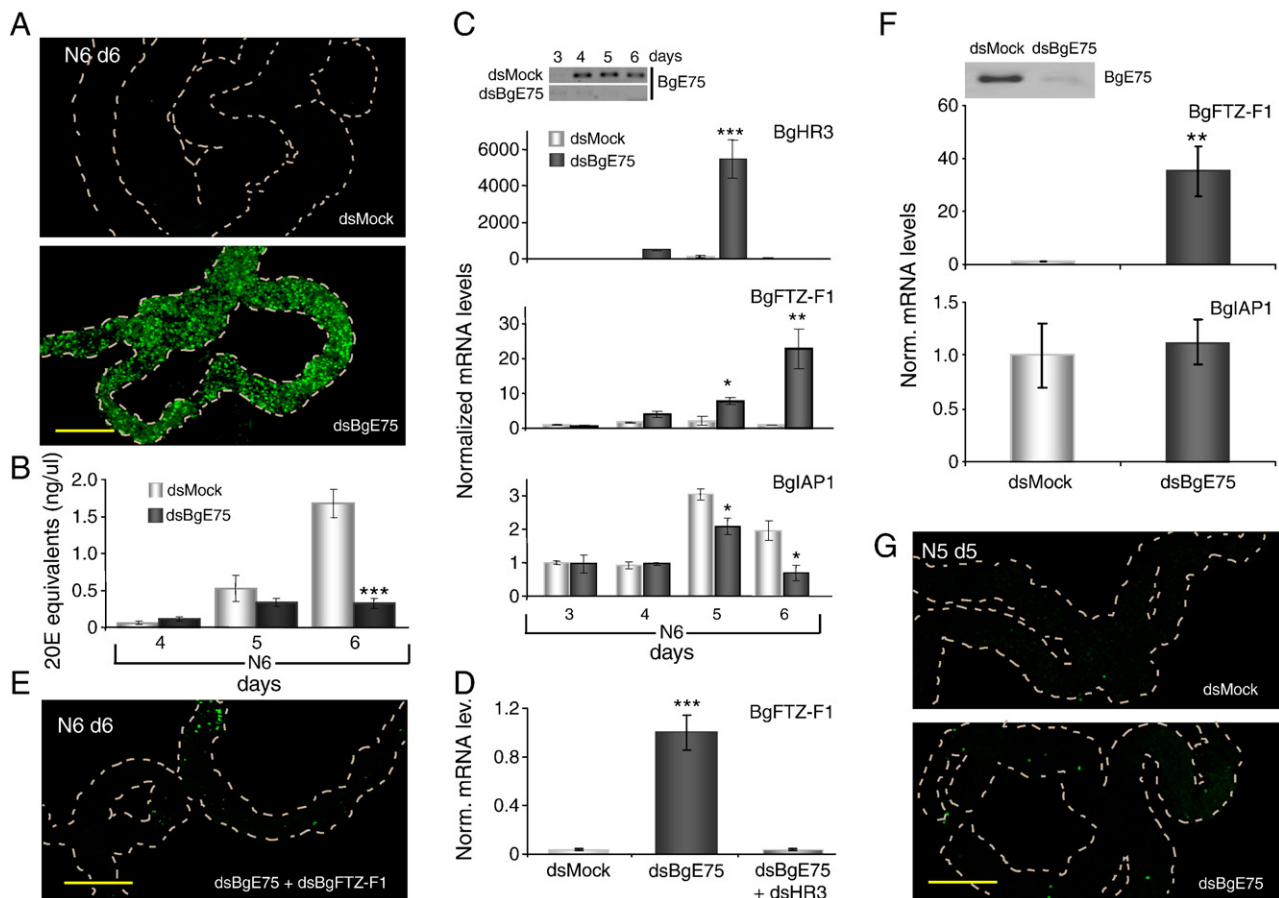 A
N6 d6
dsMock
dsBgE75
B
20E equivalents (ng/ul)
2.0
1.5
1.0
0.5
0
dsMock
dsBgE75
***
4 5 6
N6
days
C
3 4 5 6 days
dsMock
dsBgE75
BgE75
dsMock
dsBgE75
BgHR3
***
6000
4000
2000
0
Normalized mRNA levels
BgFTZ-F1
**
*
30
20
10
0
BgIAP1
*
*
3
2
1
0
3 4 5 6
N6
days
D
Norm. mRNA lev.
BgFTZ-F1
***
1.2
0.8
0.4
0
dsMock
dsBgE75
dsBgE75
+ dsHR3
E
N6 d6
dsBgE75 + dsBgFTZ-F1
F
dsMock dsBgE75
BgE75
Norm. mRNA levels
BgFTZ-F1
**
60
40
20
0
BgIAP1
1.5
1.0
0.5
0
dsMock
dsBgE75
G
N5 d5
dsMock
dsBgE75